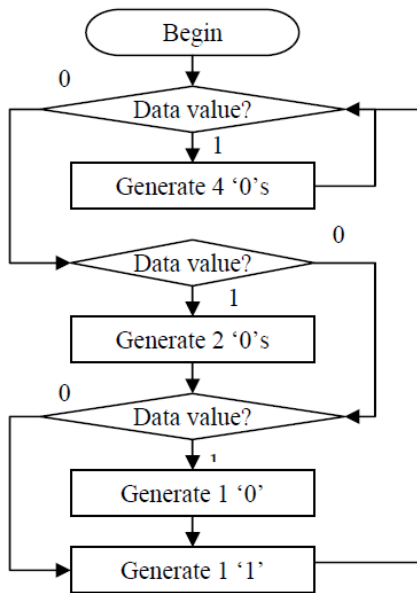 Begin
0
Data value?
1
Generate 4 ‘0’s
0
Data value?
1
Generate 2 ‘0’s
0
Data value?
1
Generate 1 ‘0’
Generate 1 ‘1’